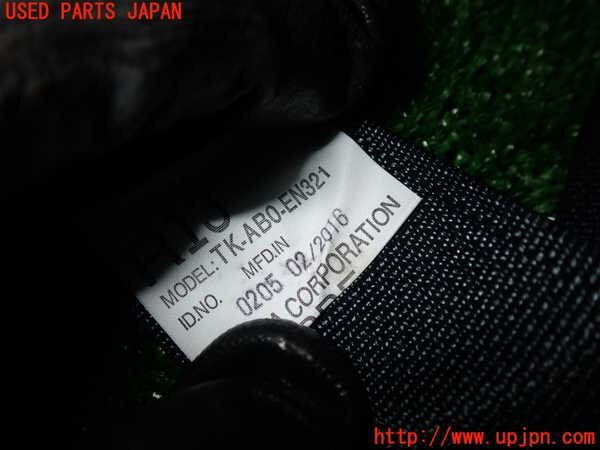 USED PARTS JAPAN
MODEL:TK-AB0-EN321
ID.NO. MFD.IN
0205 02/2016
CORPORATION
http://www.upjpn.com/